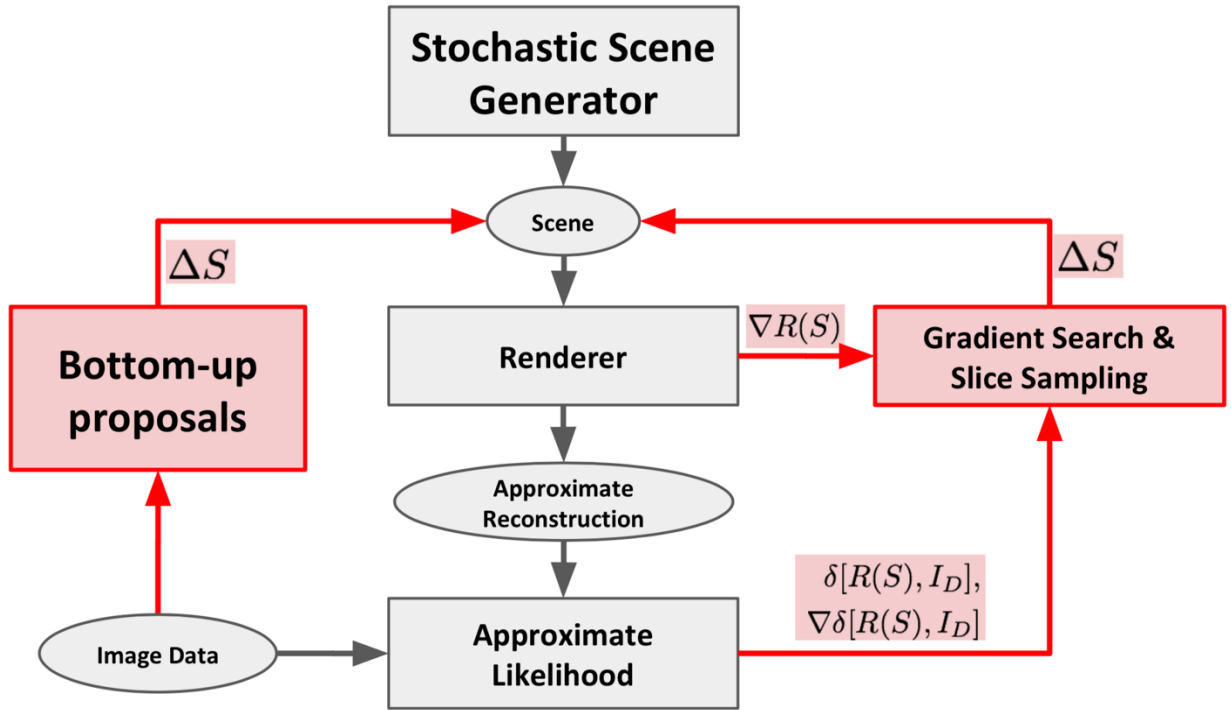 Stochastic Scene
Generator
Scene
ΔS
ΔS
Bottom-up
proposals
Renderer
∇R(S)
Gradient Search &
Slice Sampling
Approximate
Reconstruction
δ[R(S), I_D],
∇δ[R(S), I_D]
Image Data
Approximate
Likelihood